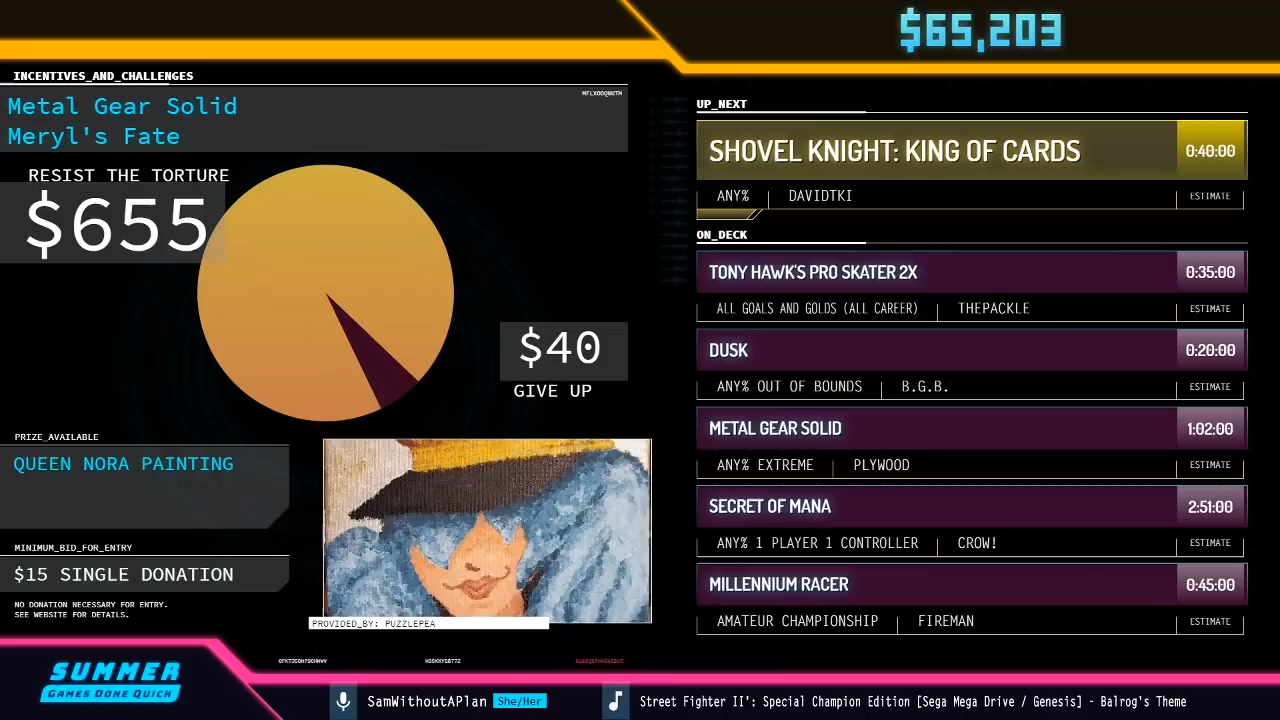 $65,203
INCENTIVES_AND_CHALLENGES
Metal Gear Solid
Meryl's Fate
RESIST THE TORTURE
$655
$40
GIVE UP
PRIZE_AVAILABLE
QUEEN NORA PAINTING
MINIMUM_BID_FOR_ENTRY
$15 SINGLE DONATION
NO DONATION NECESSARY FOR ENTRY.
SEE WEBSITE FOR DETAILS.
PROVIDED_BY: PUZZLEPEA
UP_NEXT
SHOVEL KNIGHT: KING OF CARDS 0:40:00
ANY% DAVIDTKI ESTIMATE
ON_DECK
TONY HAWK'S PRO SKATER 2X 0:35:00
ALL GOALS AND GOLDS (ALL CAREER) THEPACKLE ESTIMATE
DUSK 0:20:00
ANY% OUT OF BOUNDS B.G.B. ESTIMATE
METAL GEAR SOLID 1:02:00
ANY% EXTREME PLYWOOD ESTIMATE
SECRET OF MANA 2:51:00
ANY% 1 PLAYER 1 CONTROLLER CROW! ESTIMATE
MILLENNIUM RACER 0:45:00
AMATEUR CHAMPIONSHIP FIREMAN ESTIMATE
SUMMER
GAMES DONE QUICK
SamWithoutAPlan She/Her
Street Fighter II': Special Champion Edition [Sega Mega Drive / Genesis] - Balrog's Theme